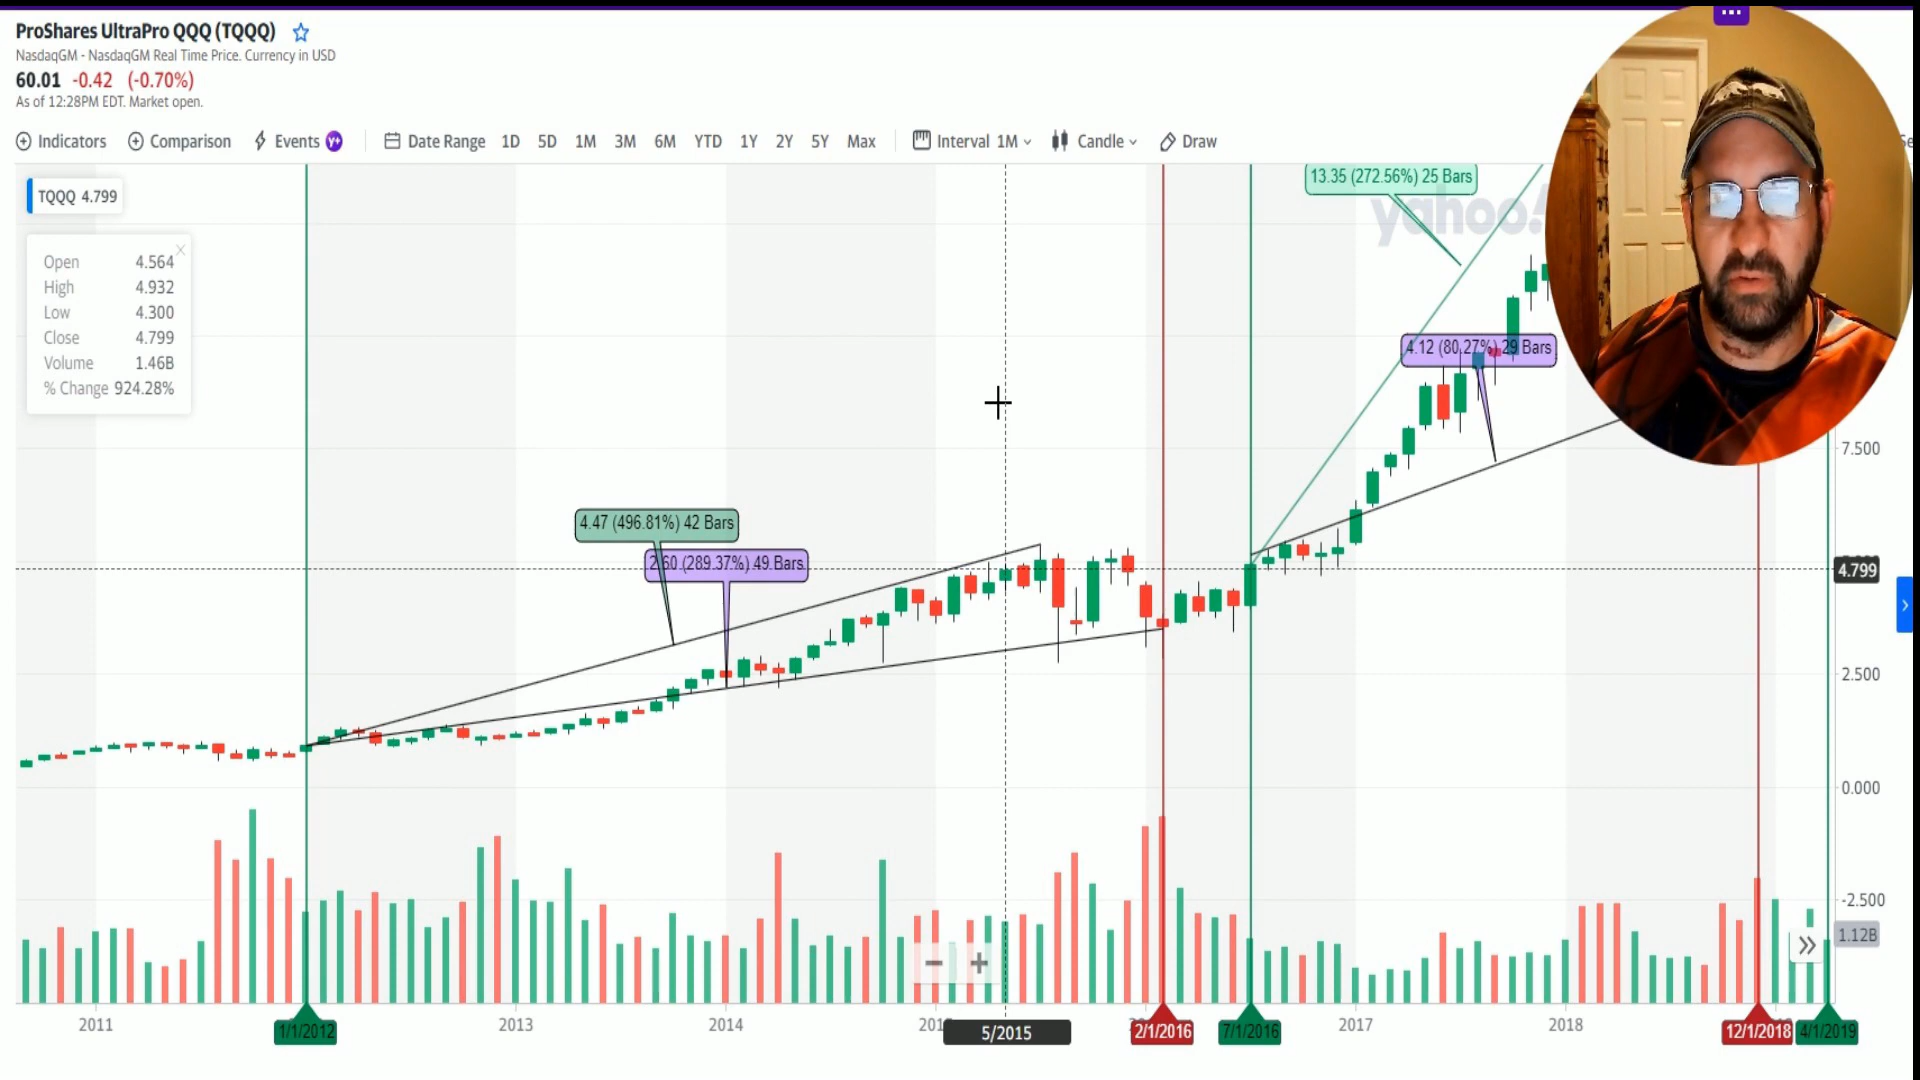 ProShares UltraPro QQQ (TQQQ)
NasdaqGM - NasdaqGM Real Time Price. Currency in USD
60.01 -0.42 (-0.70%)
As of 12:28PM EDT. Market open.
Indicators Comparison Events Y+ Date Range 1D 5D 1M 3M 6M YTD 1Y 2Y 5Y Max Interval 1M Candle Draw
TQQQ 4.799
Open 4.564
High 4.932
Low 4.300
Close 4.799
Volume 1.46B
% Change 924.28%
13.35 (272.56%) 25 Bars
yahoo!
4.12 (80.27%) 29 Bars
4.47 (496.81%) 42 Bars
2.60 (289.37%) 49 Bars
7.500
4.799
2.500
0.000
-2.500
1.12B
2011 1/1/2012 2013 2014 5/2015 2/1/2016 7/1/2016 2017 2018 12/1/2018 4/1/2019